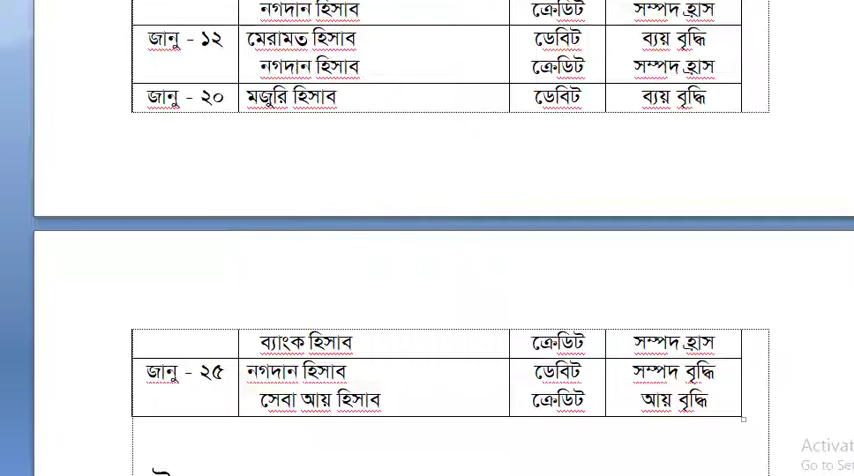 নগদান হিসাব ক্রেডিট সম্পদ হ্রাস
জানু - ১২ মেরামত হিসাব ডেবিট ব্যয় বৃদ্ধি
নগদান হিসাব ক্রেডিট সম্পদ হ্রাস
জানু - ২০ মজুরি হিসাব ডেবিট ব্যয় বৃদ্ধি
ব্যাংক হিসাব ক্রেডিট সম্পদ হ্রাস
জানু - ২৫ নগদান হিসাব ডেবিট সম্পদ বৃদ্ধি
সেবা আয় হিসাব ক্রেডিট আয় বৃদ্ধি
Activat
Go to Set